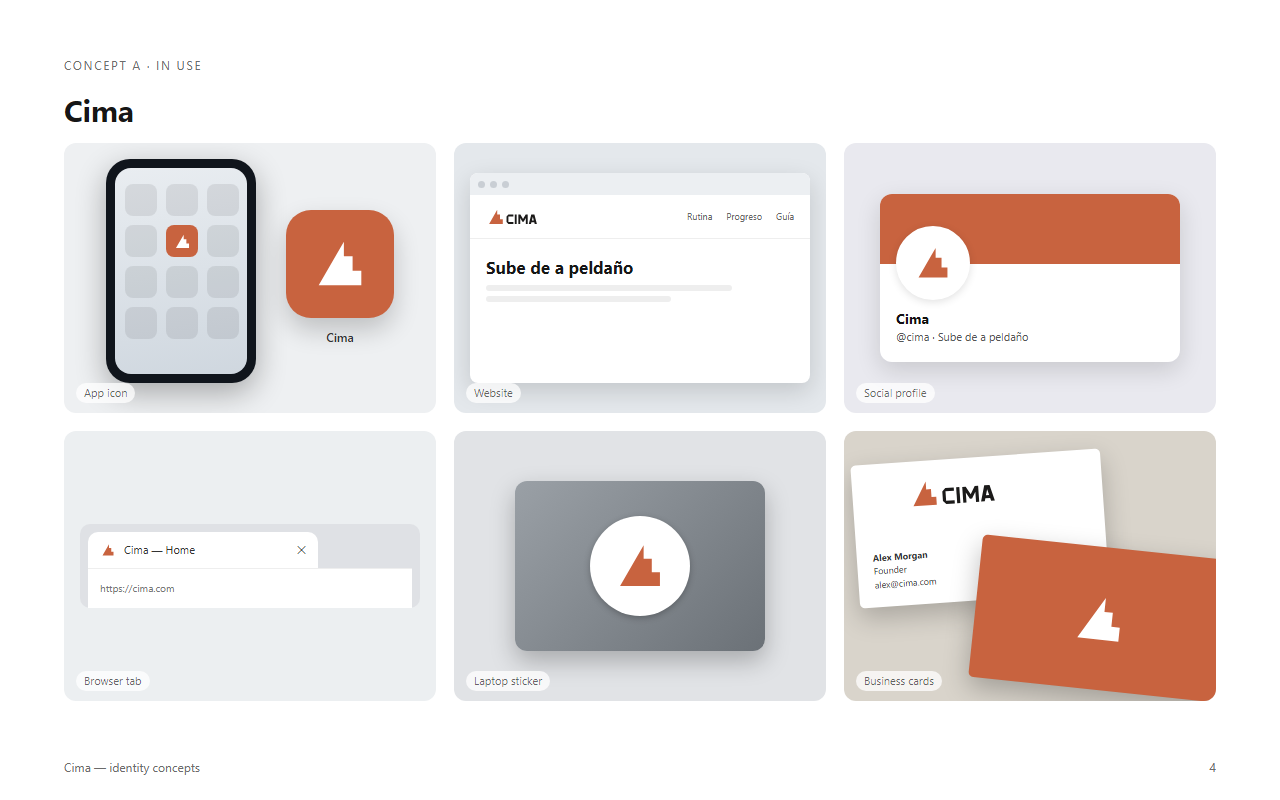 CONCEPT A · IN USE
Cima
Cima
App icon
CIMA
Rutina Progreso Guía
Sube de a peldaño
Website
Cima
@cima · Sube de a peldaño
Social profile
Cima — Home
https://cima.com
Browser tab
Laptop sticker
CIMA
Alex Morgan
Founder
alex@cima.com
Business cards
Cima — identity concepts
4